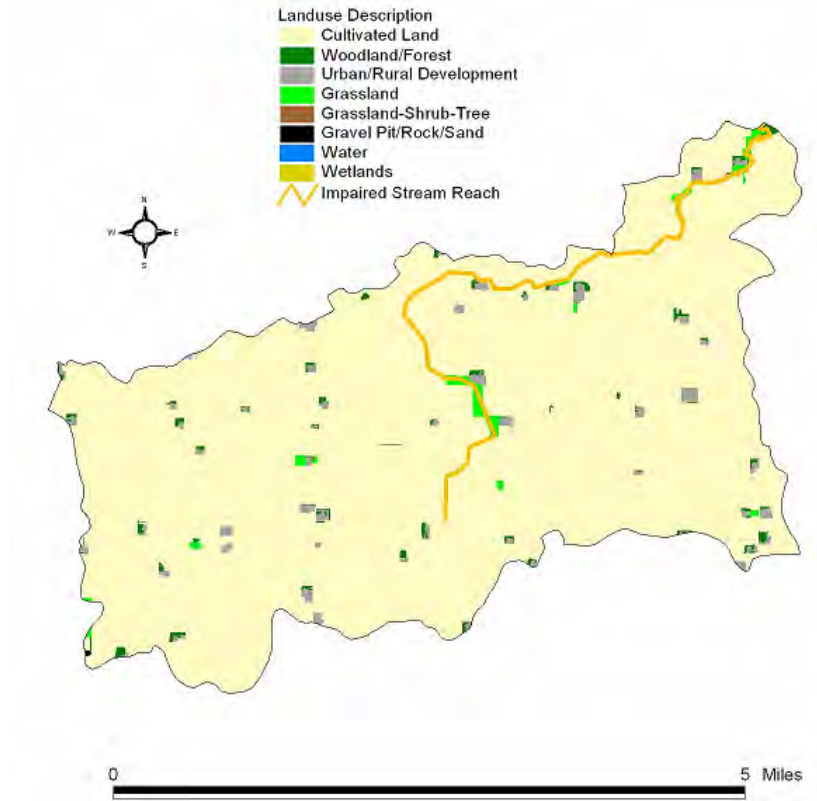 Landuse Description
Cultivated Land
Woodland/Forest
Urban/Rural Development
Grassland
Grassland-Shrub-Tree
Gravel Pit/Rock/Sand
Water
Wetlands
Impaired Stream Reach
N
W E
S
0 5 Miles